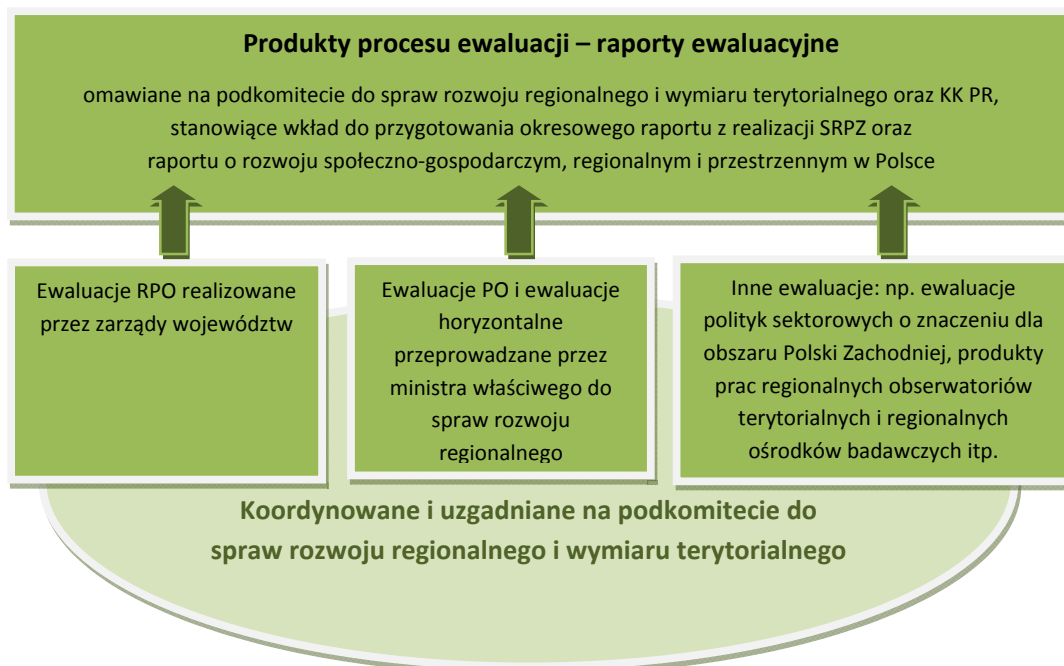 Produkty procesu ewaluacji – raporty ewaluacyjne
omawiane na podkomitecie do spraw rozwoju regionalnego i wymiaru terytorialnego oraz KK PR,
stanowiące wkład do przygotowania okresowego raportu z realizacji SRPZ oraz
raportu o rozwoju społeczno-gospodarczym, regionalnym i przestrzennym w Polsce
Ewaluacje RPO realizowane
przez zarządy województw
Ewaluacje PO i ewaluacje
horyzontalne
przeprowadzane przez
ministra właściwego do
spraw rozwoju
regionalnego
Inne ewaluacje: np. ewaluacje
polityk sektorowych o znaczeniu dla
obszaru Polski Zachodniej, produkty
prac regionalnych obserwatoriów
terytorialnych i regionalnych
ośrodków badawczych itp.
Koordynowane i uzgadniane na podkomitecie do
spraw rozwoju regionalnego i wymiaru terytorialnego